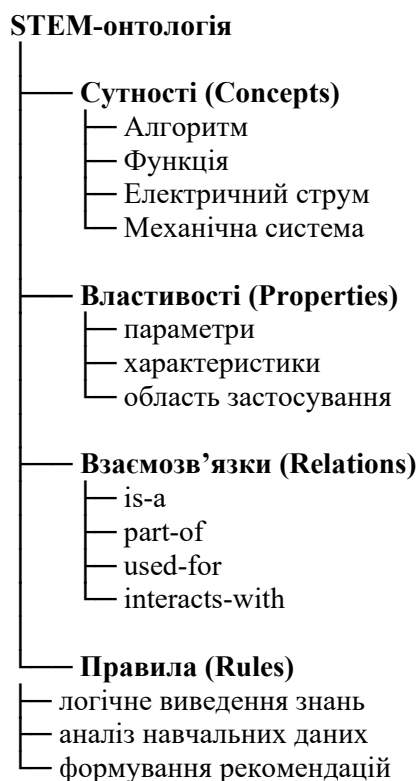 STEM-онтологія
Сутності (Concepts)
Алгоритм
Функція
Електричний струм
Механічна система
Властивості (Properties)
параметри
характеристики
область застосування
Взаємозв’язки (Relations)
is-a
part-of
used-for
interacts-with
Правила (Rules)
логічне виведення знань
аналіз навчальних даних
формування рекомендацій